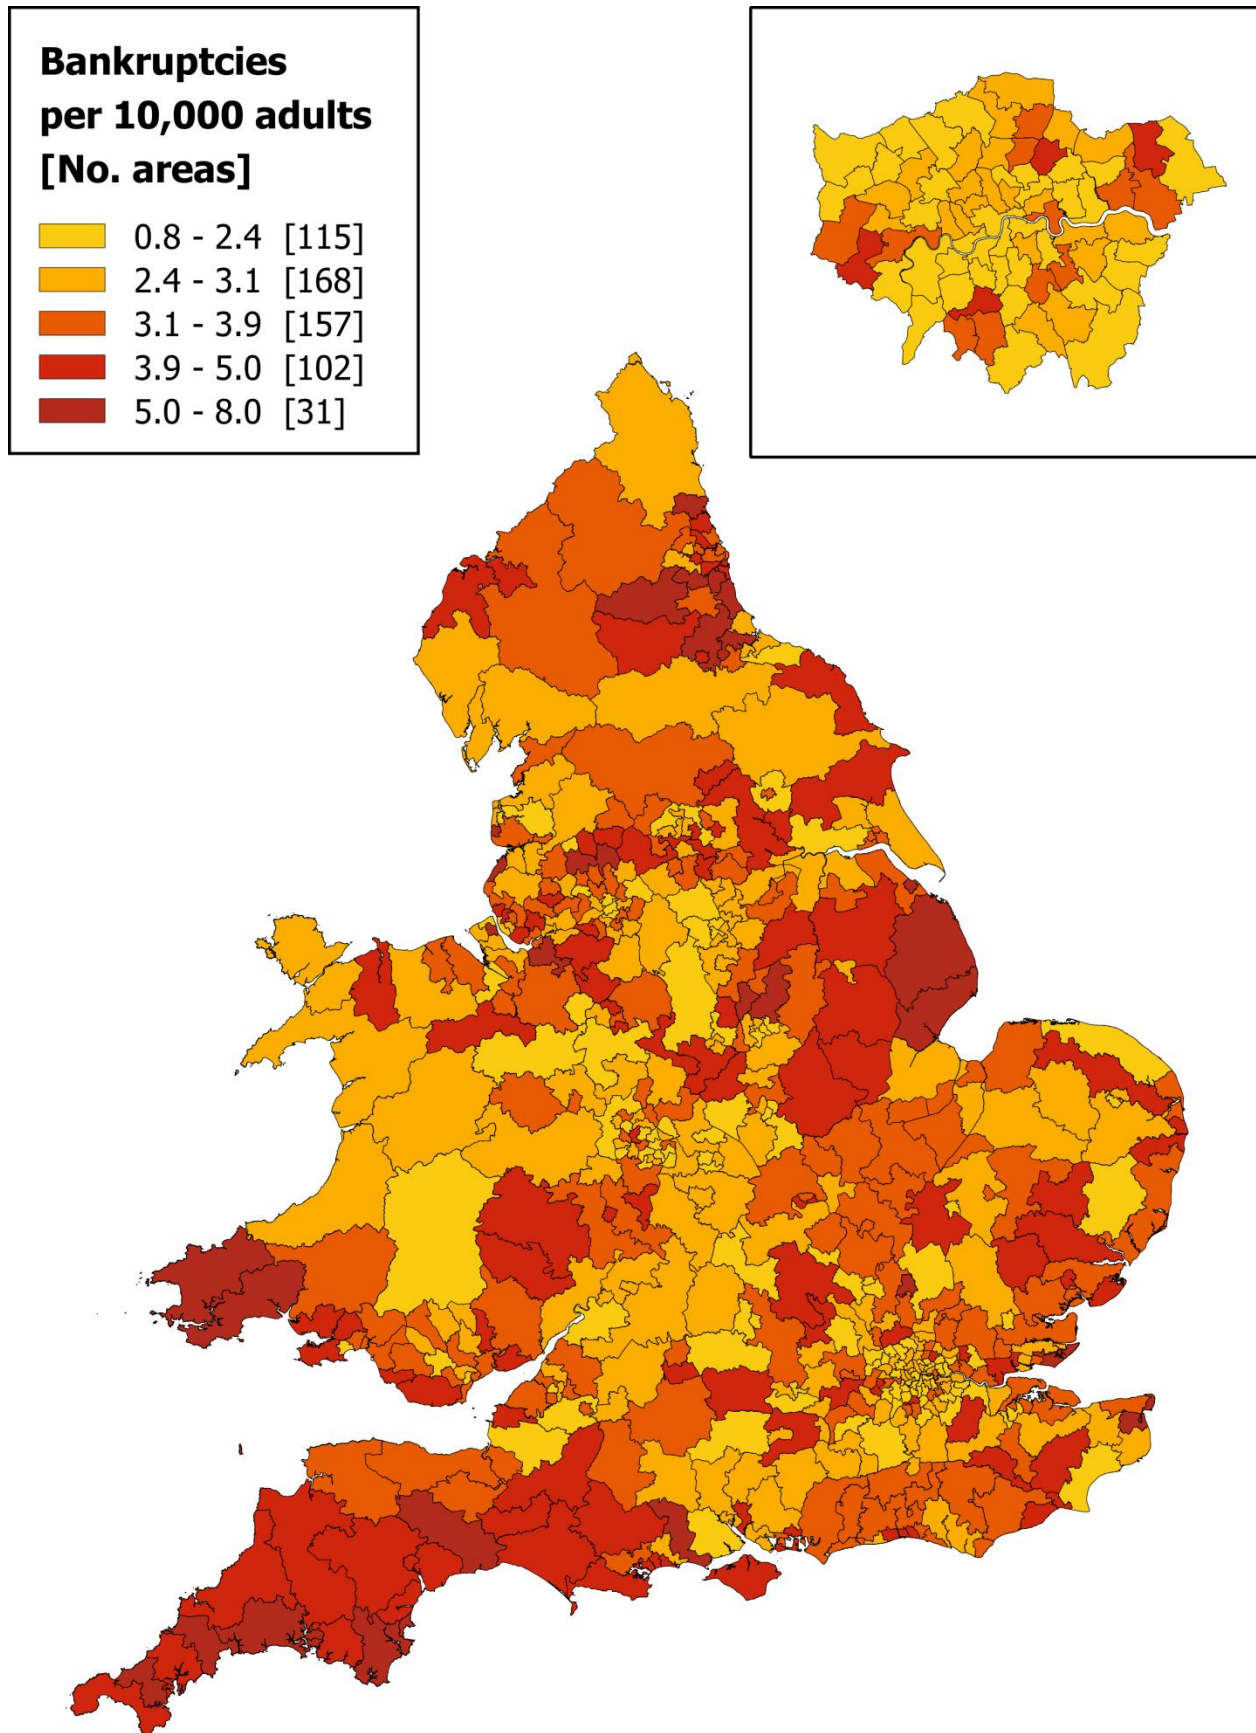 Bankruptcies
per 10,000 adults
[No. areas]
0.8 - 2.4 [115]
2.4 - 3.1 [168]
3.1 - 3.9 [157]
3.9 - 5.0 [102]
5.0 - 8.0 [31]